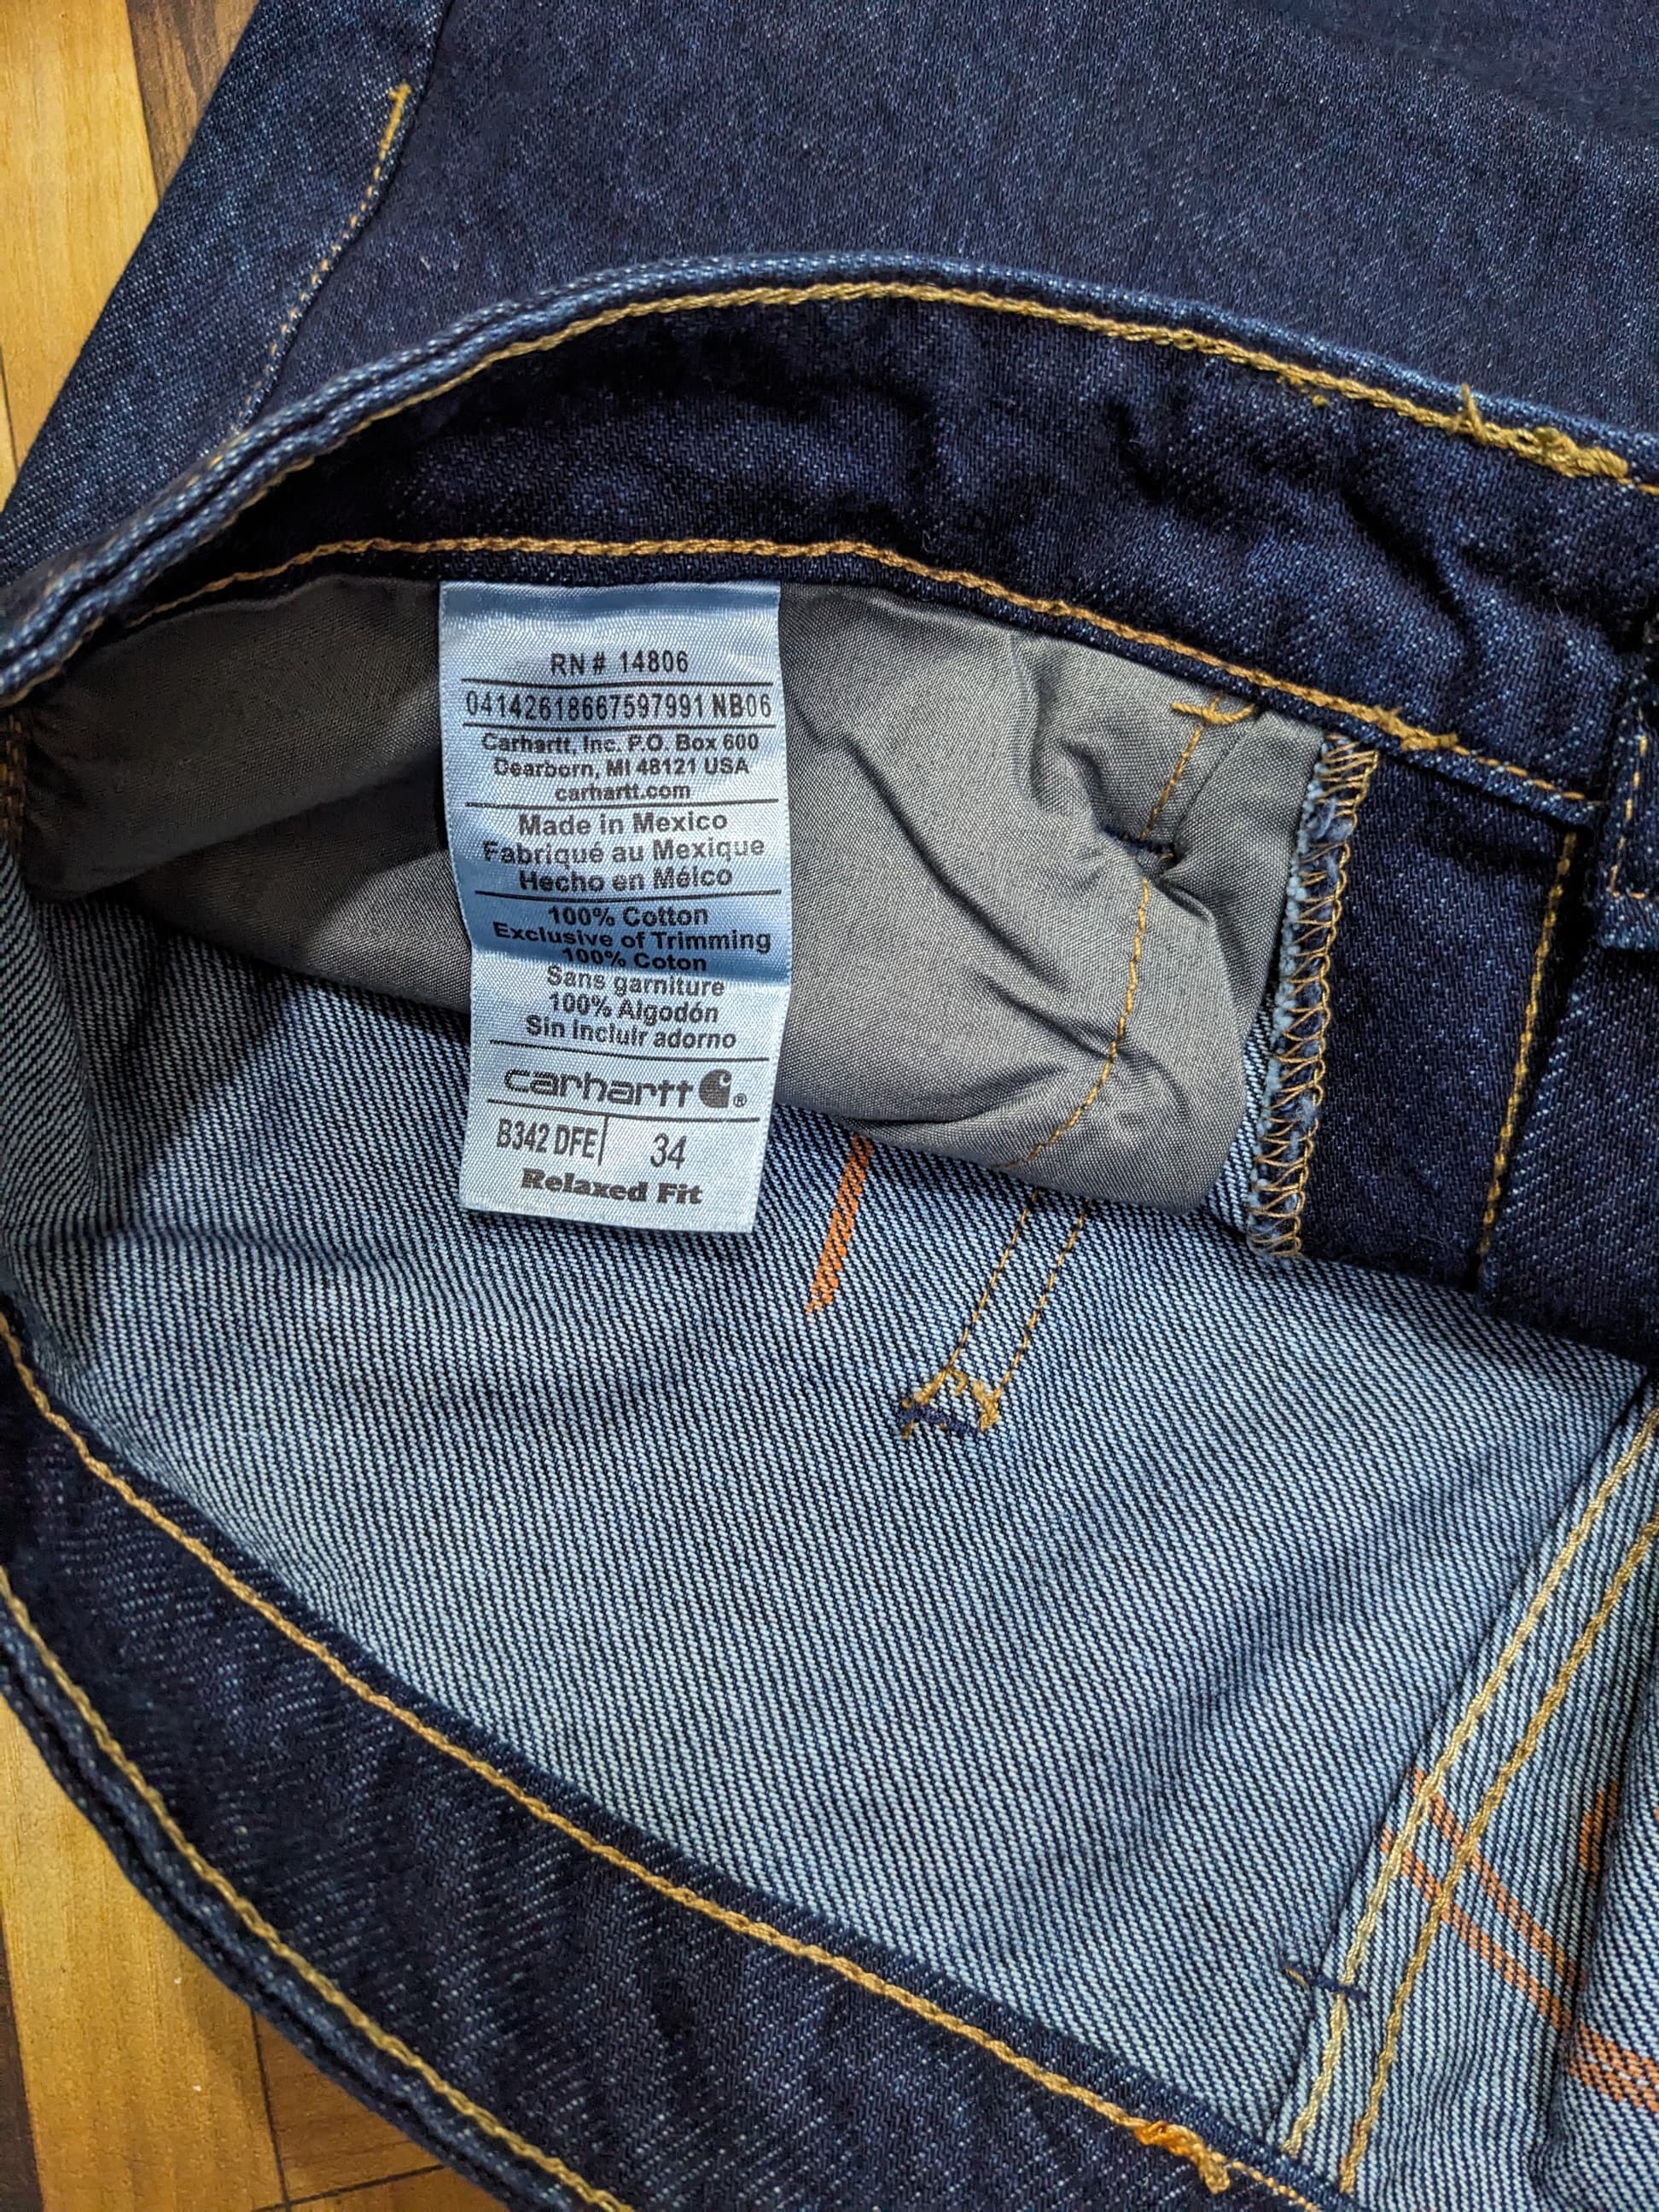 RN # 14806
04142618667597991 NB06
Carhartt, Inc. P.O. Box 600
Dearborn, MI 48121 USA
carhartt.com
Made in Mexico
Fabriqué au Mexique
Hecho en Méico
100% Cotton
Exclusive of Trimming
100% Coton
Sans garniture
100% Algodón
Sin incluir adorno
carhartt ®
B342 DFE 34
Relaxed Fit